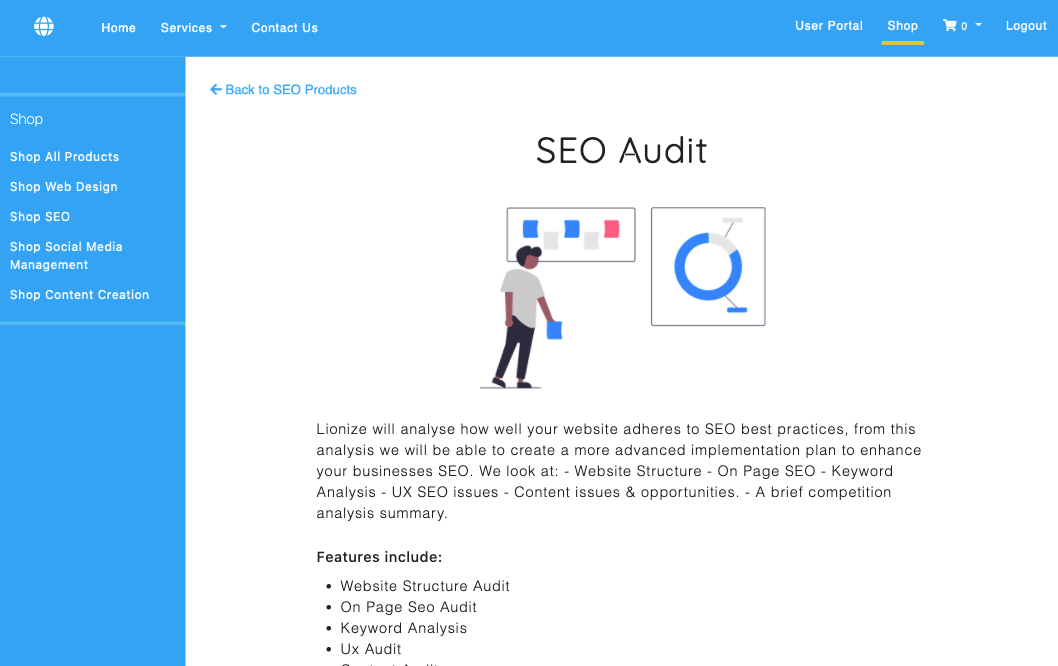 Home
Services
Contact Us
User Portal
Shop
0
Logout
Shop
Shop All Products
Shop Web Design
Shop SEO
Shop Social Media
Management
Shop Content Creation
Back to SEO Products
SEO Audit
Lionize will analyse how well your website adheres to SEO best practices, from this
analysis we will be able to create a more advanced implementation plan to enhance
your businesses SEO. We look at: - Website Structure - On Page SEO - Keyword
Analysis - UX SEO issues - Content issues & opportunities. - A brief competition
analysis summary.
Features include:
• Website Structure Audit
• On Page Seo Audit
• Keyword Analysis
• Ux Audit